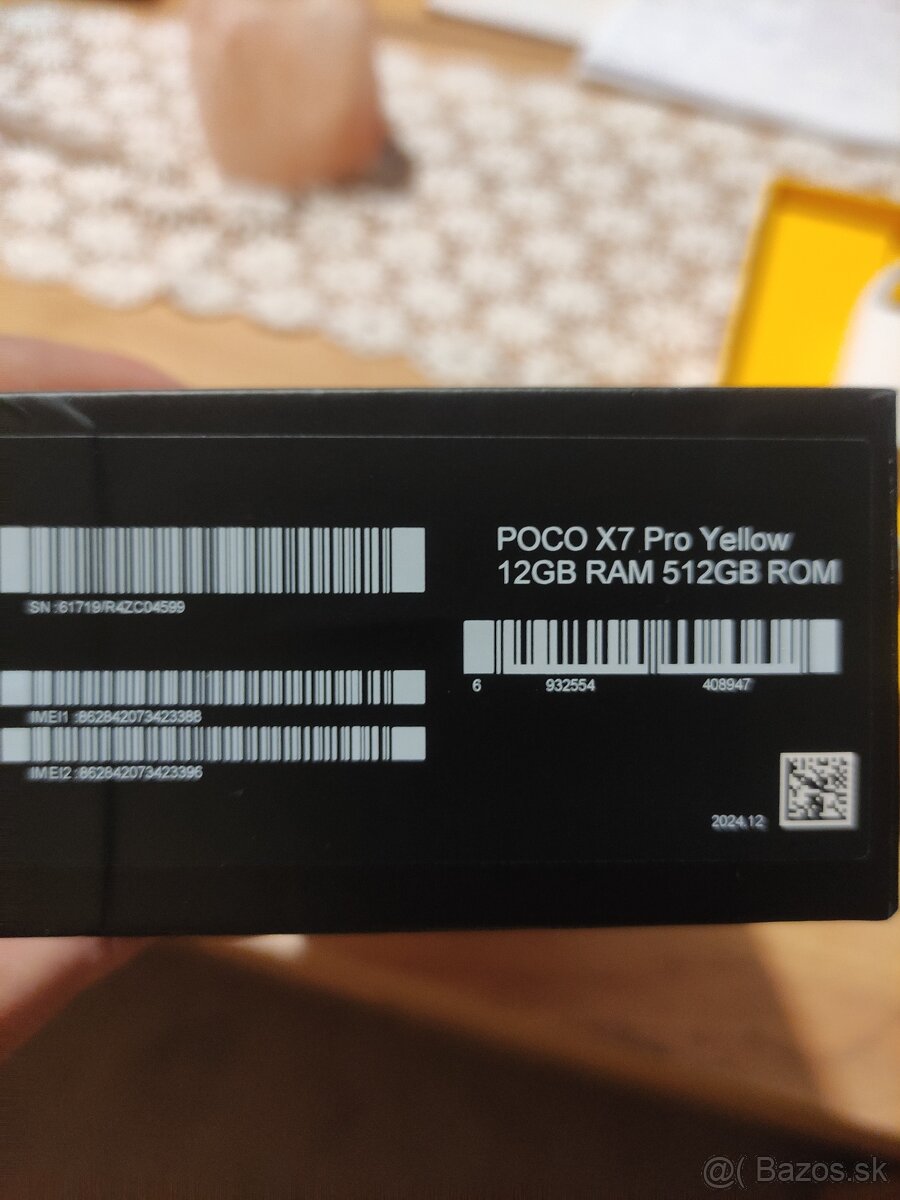 POCO X7 Pro Yellow
12GB RAM 512GB ROM
SN:61719/R4ZC04599
6 932554 408947
IMEI1:862842073423388
IMEI2:862842073423396
2024.12
@( Bazos.sk